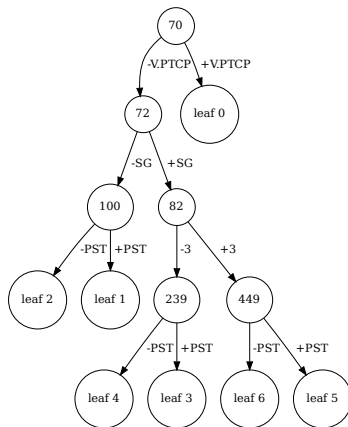 70
-V.PTCP +V.PTCP
72 leaf 0
-SG +SG
100 82
-PST +PST -3 +3
leaf 2 leaf 1 239 449
-PST +PST -PST +PST
leaf 4 leaf 3 leaf 6 leaf 5